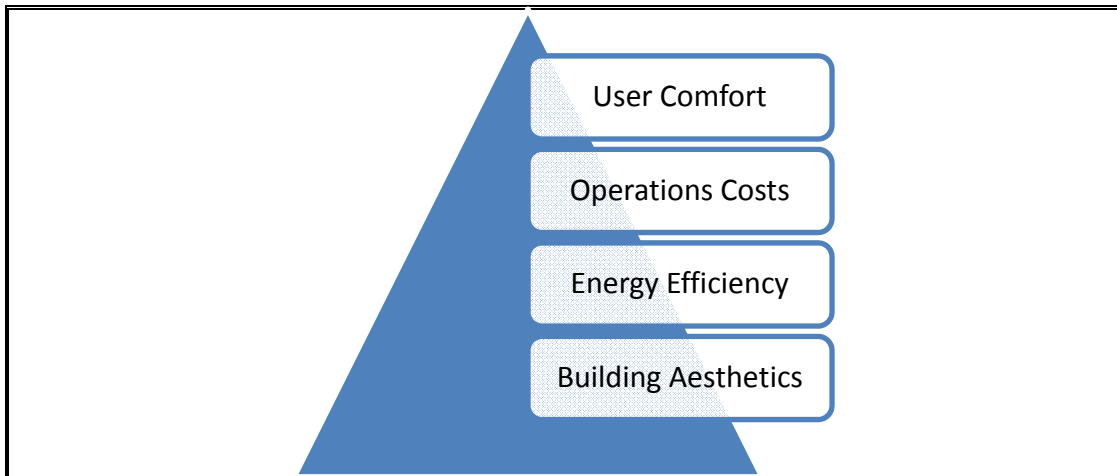 User Comfort
Operations Costs
Energy Efficiency
Building Aesthetics